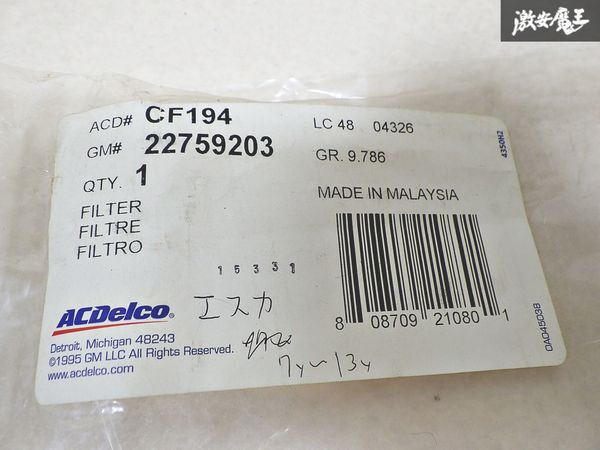 激安魔王
ACD# CF194
LC 48 04326
GM# 22759203
GR. 9.786
QTY. 1
MADE IN MALAYSIA
FILTER
FILTRE
FILTRO
15331
ACDelco
エスカ
Detroit, Michigan 48243
©1995 GM LLC All Rights Reserved.
www.acdelco.com
7y~13y
8 08709 21080 1
4350H2
0A045038